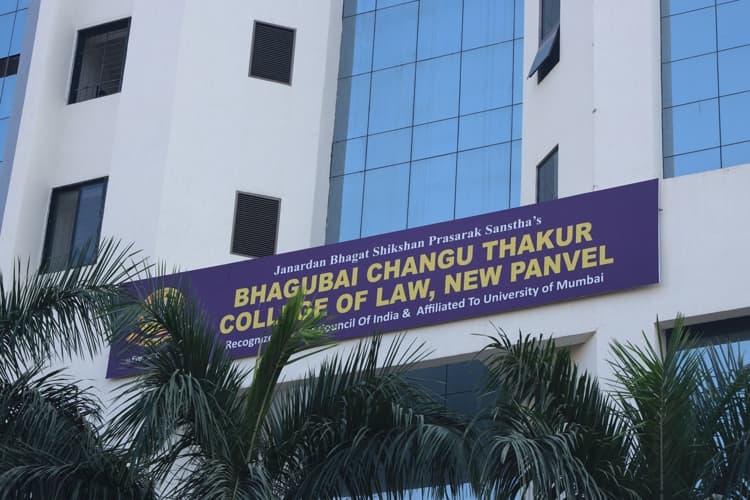 Janardan Bhagat Shikshan Prasarak Sanstha's
BHAGUBAI CHANGU THAKUR
COLLEGE OF LAW, NEW PANVEL
Council Of India & Affiliated To University of Mumbai